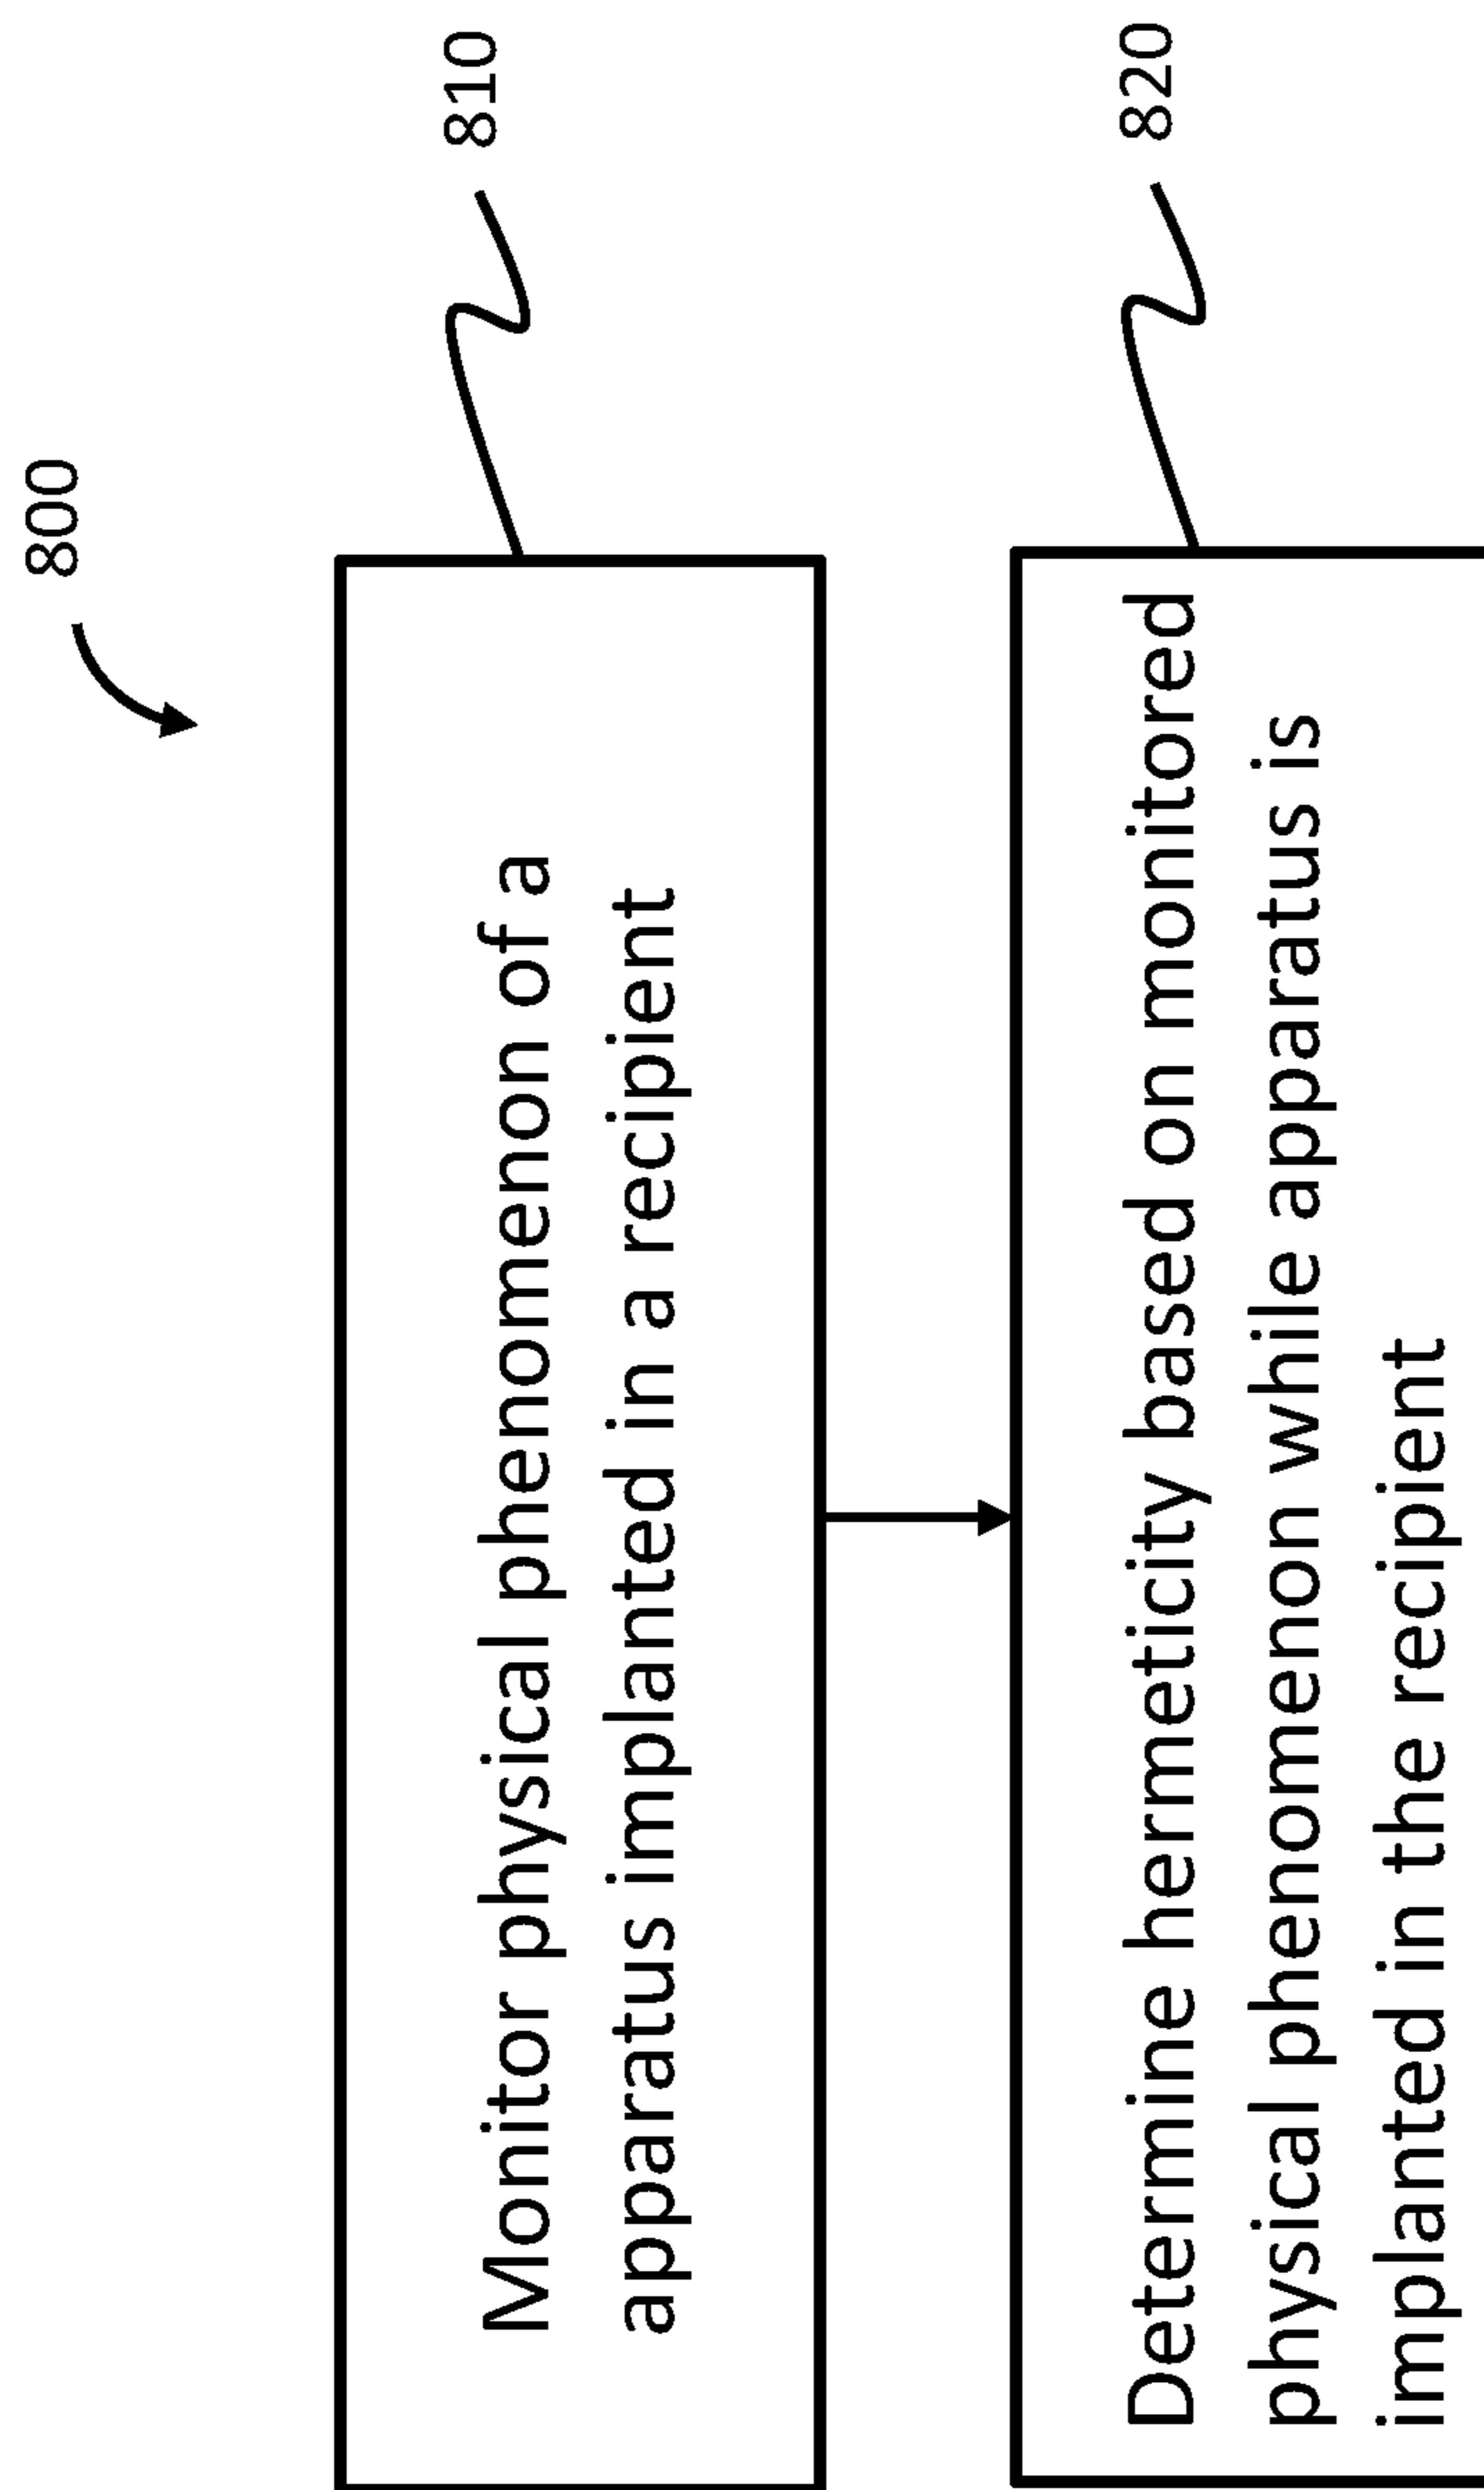 800
810
Monitor physical phenomenon of a
apparatus implanted in a recipient
820
Determine hermeticity based on monitored
physical phenomenon while apparatus is
implanted in the recipient